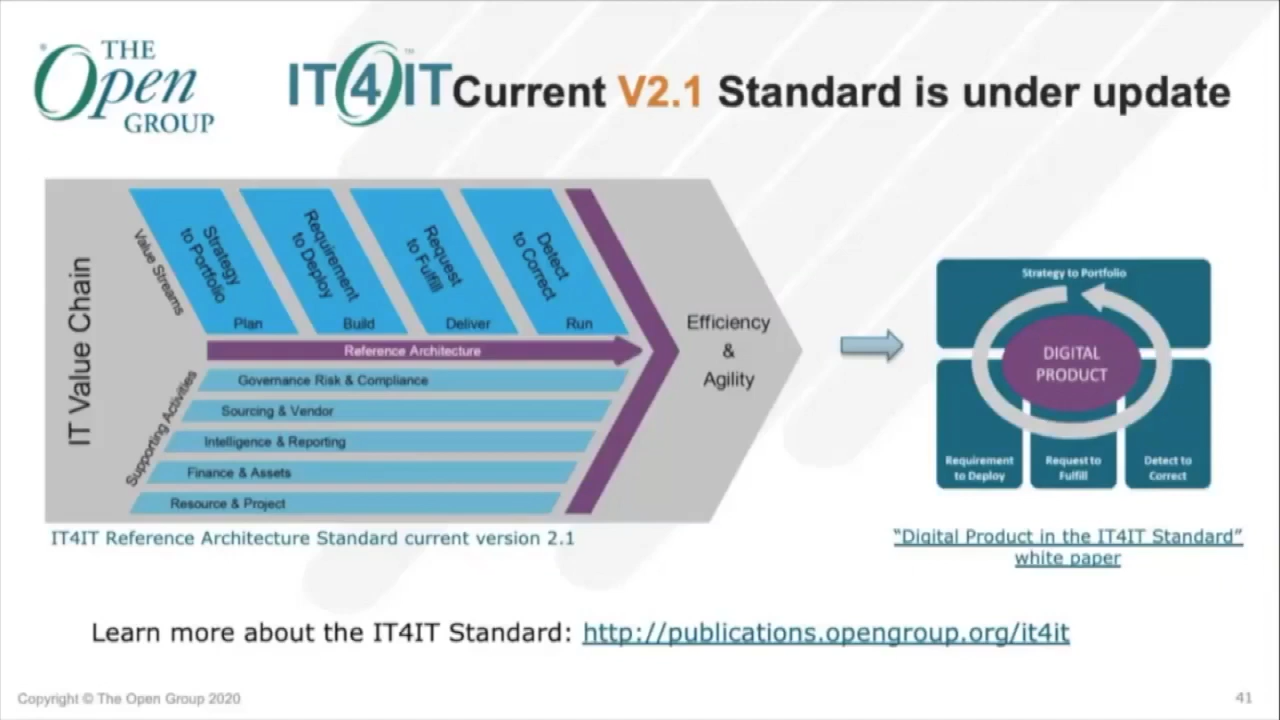 THE
Open
GROUP
IT4IT™ Current V2.1 Standard is under update
IT Value Chain
Value Streams
Strategy
to Portfolio
Plan
Requirement
to Deploy
Build
Request
to Fulfill
Deliver
Detect
to Correct
Run
Reference Architecture
Supporting Activities
Governance Risk & Compliance
Sourcing & Vendor
Intelligence & Reporting
Finance & Assets
Resource & Project
Efficiency
&
Agility
IT4IT Reference Architecture Standard current version 2.1
Strategy to Portfolio
DIGITAL
PRODUCT
Requirement
to Deploy
Request to
Fulfill
Detect to
Correct
“Digital Product in the IT4IT Standard”
white paper
Learn more about the IT4IT Standard: http://publications.opengroup.org/it4it
Copyright © The Open Group 2020
41